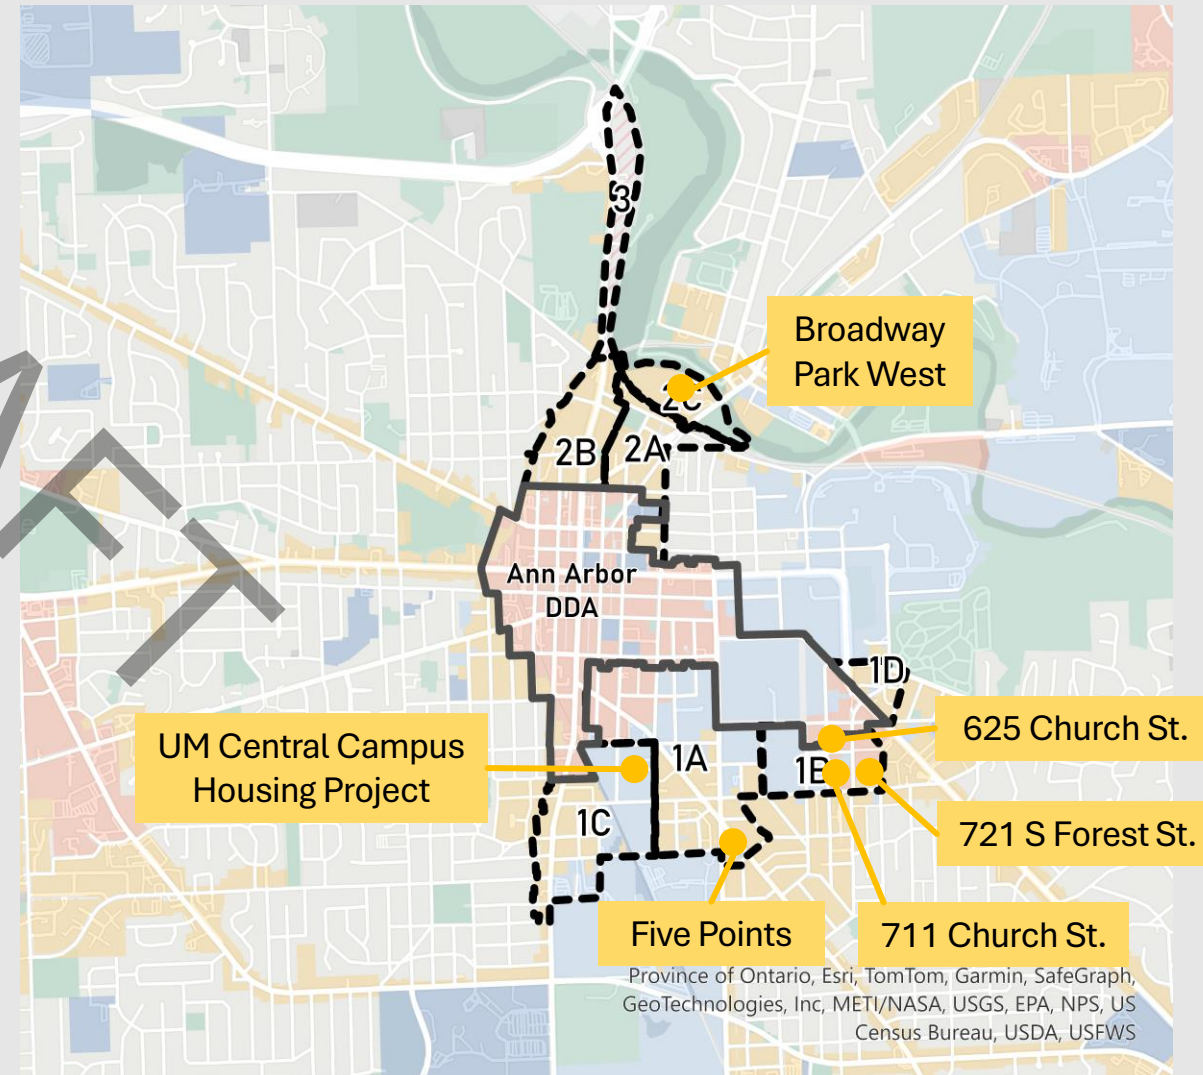 3
Broadway
Park West
2C
2B
2A
Ann Arbor
DDA
1D
625 Church St.
UM Central Campus
Housing Project
1A
1B
1C
721 S Forest St.
Five Points
711 Church St.
Province of Ontario, Esri, TomTom, Garmin, SafeGraph,
GeoTechnologies, Inc, METI/NASA, USGS, EPA, NPS, US
Census Bureau, USDA, USFWS